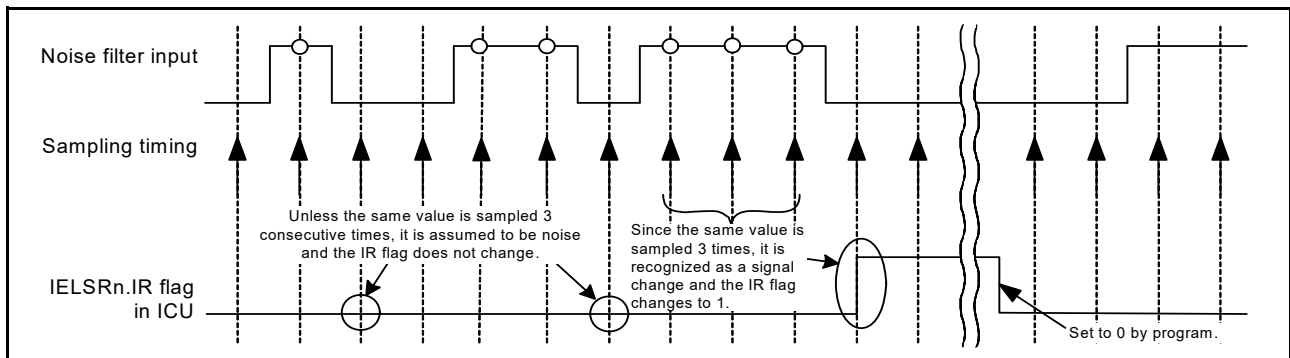 Noise filter input
Sampling timing
Unless the same value is sampled 3
consecutive times, it is assumed to be noise
and the IR flag does not change.
Since the same value is
sampled 3 times, it is
recognized as a signal
change and the IR flag
changes to 1.
IELSRn.IR flag
in ICU
Set to 0 by program.